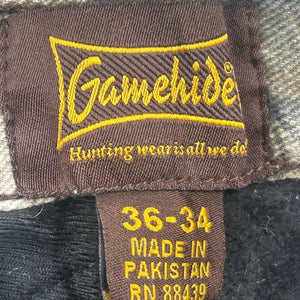 Gamehide®
Hunting wear is all we do!
36-34
MADE IN
PAKISTAN
RN 88439